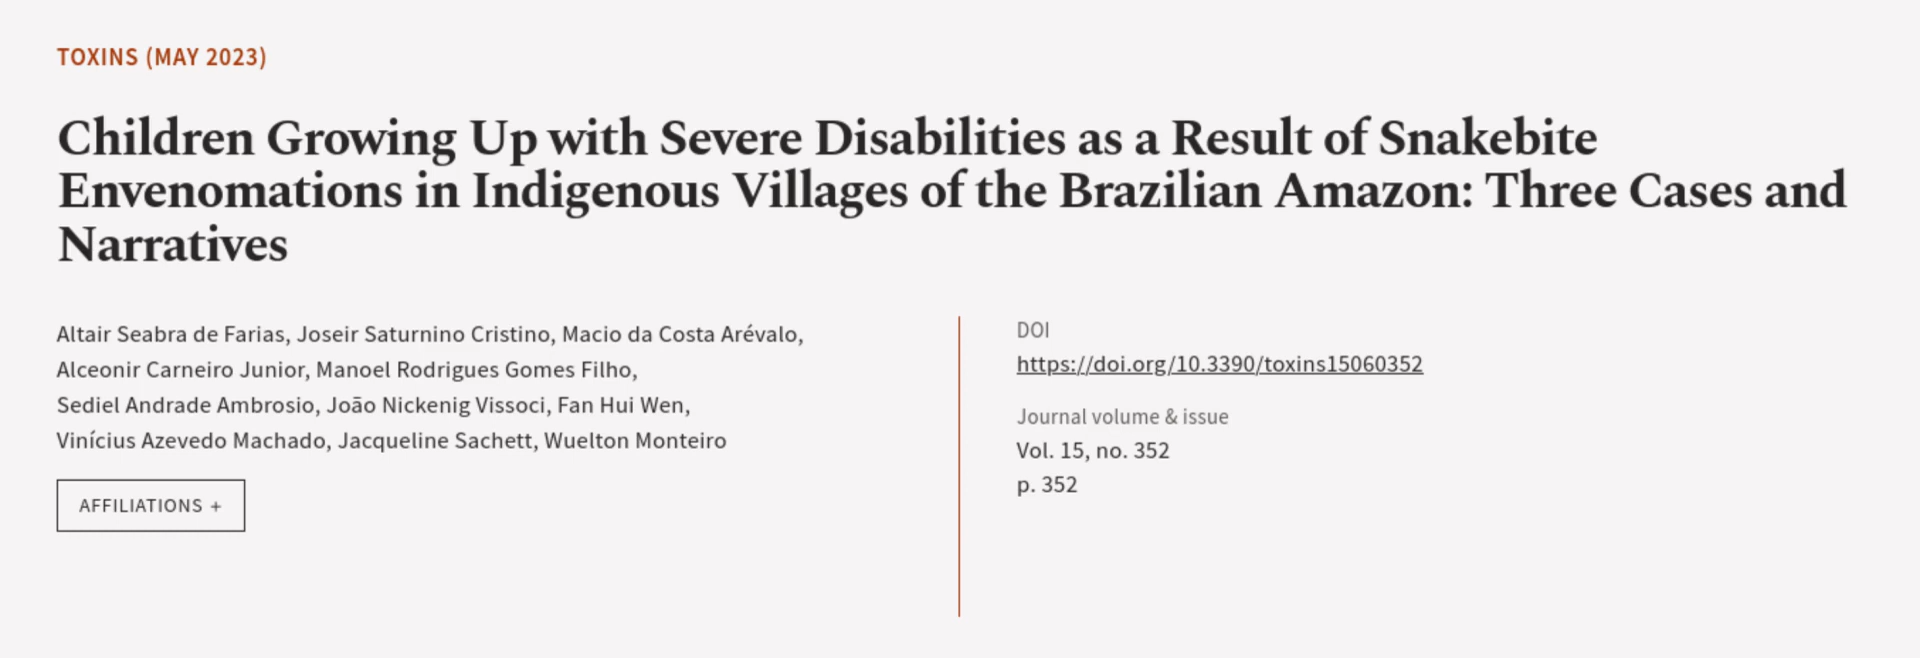 TOXINS (MAY 2023)
Children Growing Up with Severe Disabilities as a Result of Snakebite
Envenomations in Indigenous Villages of the Brazilian Amazon: Three Cases and
Narratives
Altair Seabra de Farias, Joseir Saturnino Cristino, Macio da Costa Arévalo,
Alceonir Carneiro Junior, Manoel Rodrigues Gomes Filho,
Sediel Andrade Ambrosio, João Nickenig Vissoci, Fan Hui Wen,
Vinícius Azevedo Machado, Jacqueline Sachett, Wuelton Monteiro
AFFILIATIONS +
DOI
https://doi.org/10.3390/toxins15060352
Journal volume & issue
Vol. 15, no. 352
p. 352